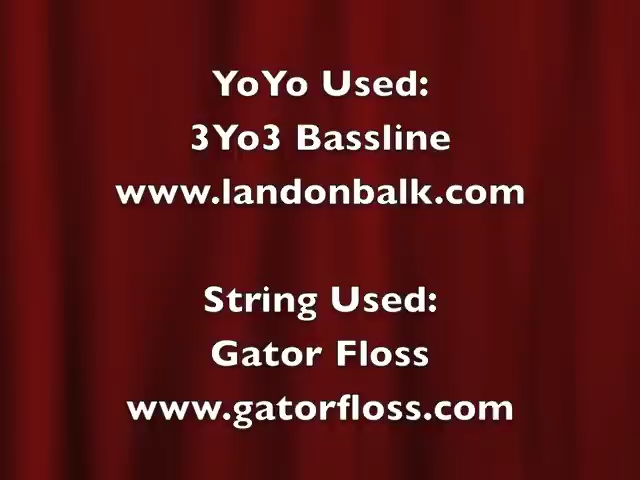 YoYo Used:
3Yo3 Bassline
www.landonbalk.com
String Used:
Gator Floss
www.gatorfloss.com